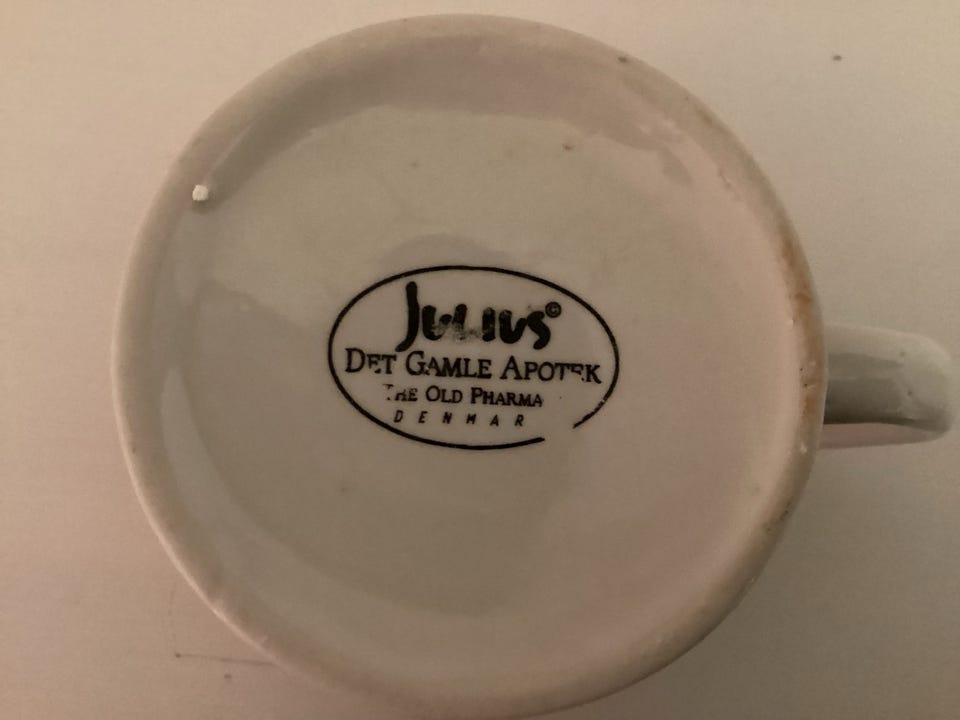 Julius©
DET GAMLE APOTEK
THE OLD PHARMA
DENMAR